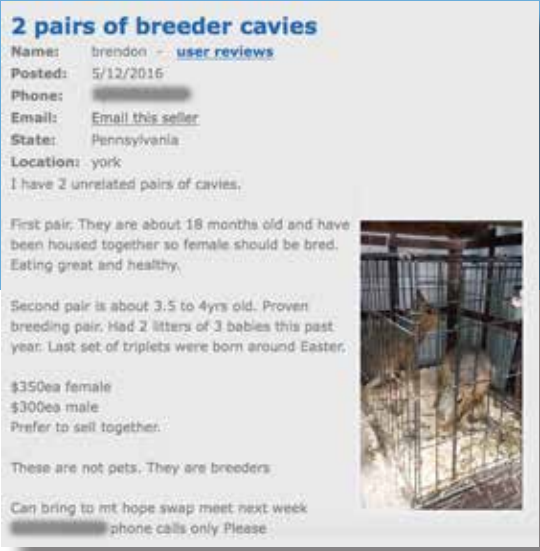 2 pairs of breeder cavies
Name: brendon - user reviews
Posted: 5/12/2016
Phone:
Email: Email this seller
State: Pennsylvania
Location: york
I have 2 unrelated pairs of cavies.
First pair. They are about 18 months old and have
been housed together so female should be bred.
Eating great and healthy.
Second pair is about 3.5 to 4yrs old. Proven
breeding pair. Had 2 litters of 3 babies this past
year. Last set of triplets were born around Easter.
$350ea female
$300ea male
Prefer to sell together.
These are not pets. They are breeders
Can bring to mt hope swap meet next week
phone calls only Please